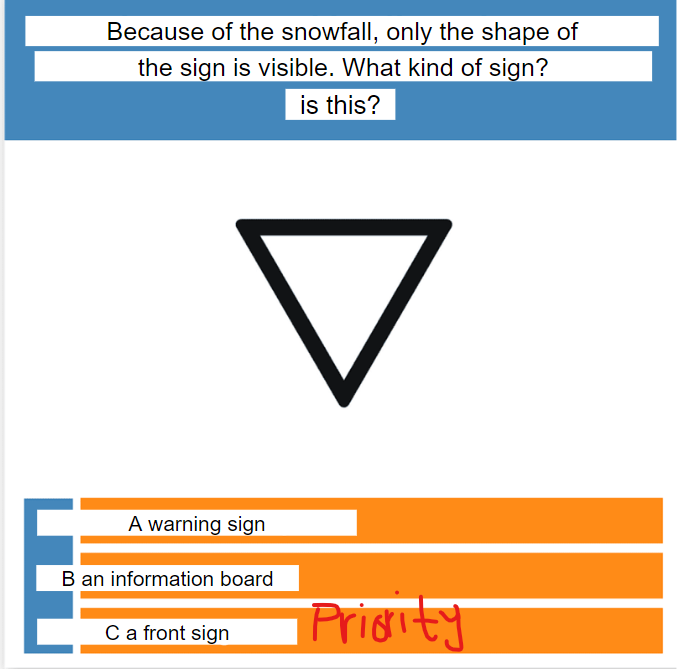 Because of the snowfall, only the shape of
the sign is visible. What kind of sign?
is this?
A warning sign
B an information board
C a front sign Priority